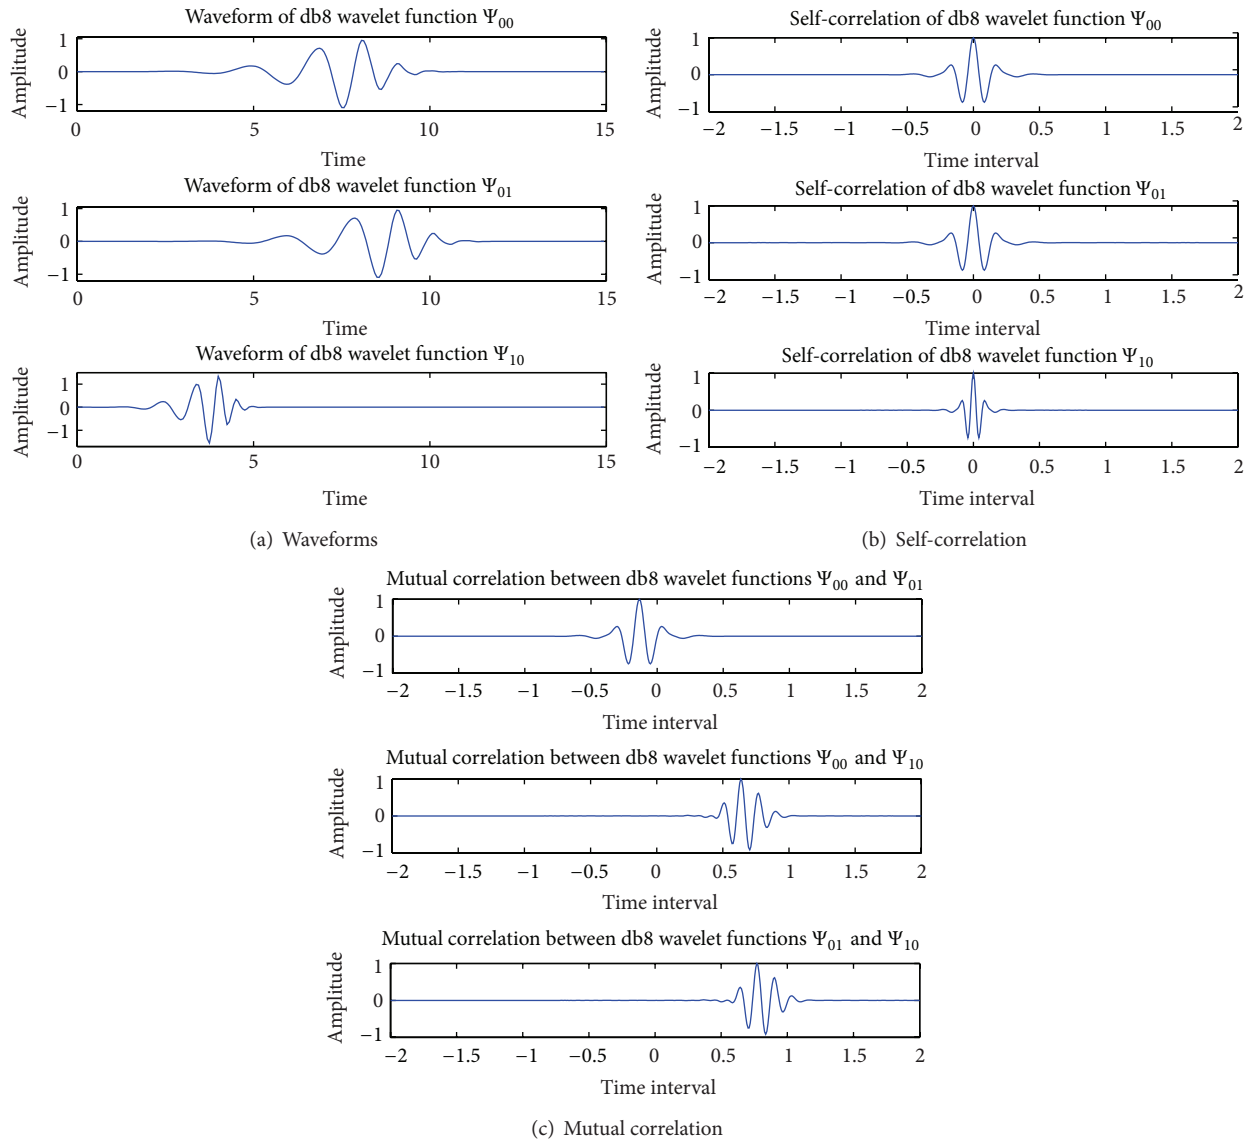 Waveform of db8 wavelet function Ψ00
Amplitude
1
0
−1
0 5 10 15
Time
Waveform of db8 wavelet function Ψ01
Amplitude
1
0
−1
0 5 10 15
Time
Waveform of db8 wavelet function Ψ10
Amplitude
1
0
−1
0 5 10 15
Time
(a) Waveforms
Self-correlation of db8 wavelet function Ψ00
Amplitude
1
0
−1
−2 −1.5 −1 −0.5 0 0.5 1 1.5 2
Time interval
Self-correlation of db8 wavelet function Ψ01
Amplitude
1
0
−1
−2 −1.5 −1 −0.5 0 0.5 1 1.5 2
Time interval
Self-correlation of db8 wavelet function Ψ10
Amplitude
1
0
−1
−2 −1.5 −1 −0.5 0 0.5 1 1.5 2
Time interval
(b) Self-correlation
Mutual correlation between db8 wavelet functions Ψ00 and Ψ01
Amplitude
1
0
−1
−2 −1.5 −1 −0.5 0 0.5 1 1.5 2
Time interval
Mutual correlation between db8 wavelet functions Ψ00 and Ψ10
Amplitude
1
0
−1
−2 −1.5 −1 −0.5 0 0.5 1 1.5 2
Time interval
Mutual correlation between db8 wavelet functions Ψ01 and Ψ10
Amplitude
1
0
−1
−2 −1.5 −1 −0.5 0 0.5 1 1.5 2
Time interval
(c) Mutual correlation